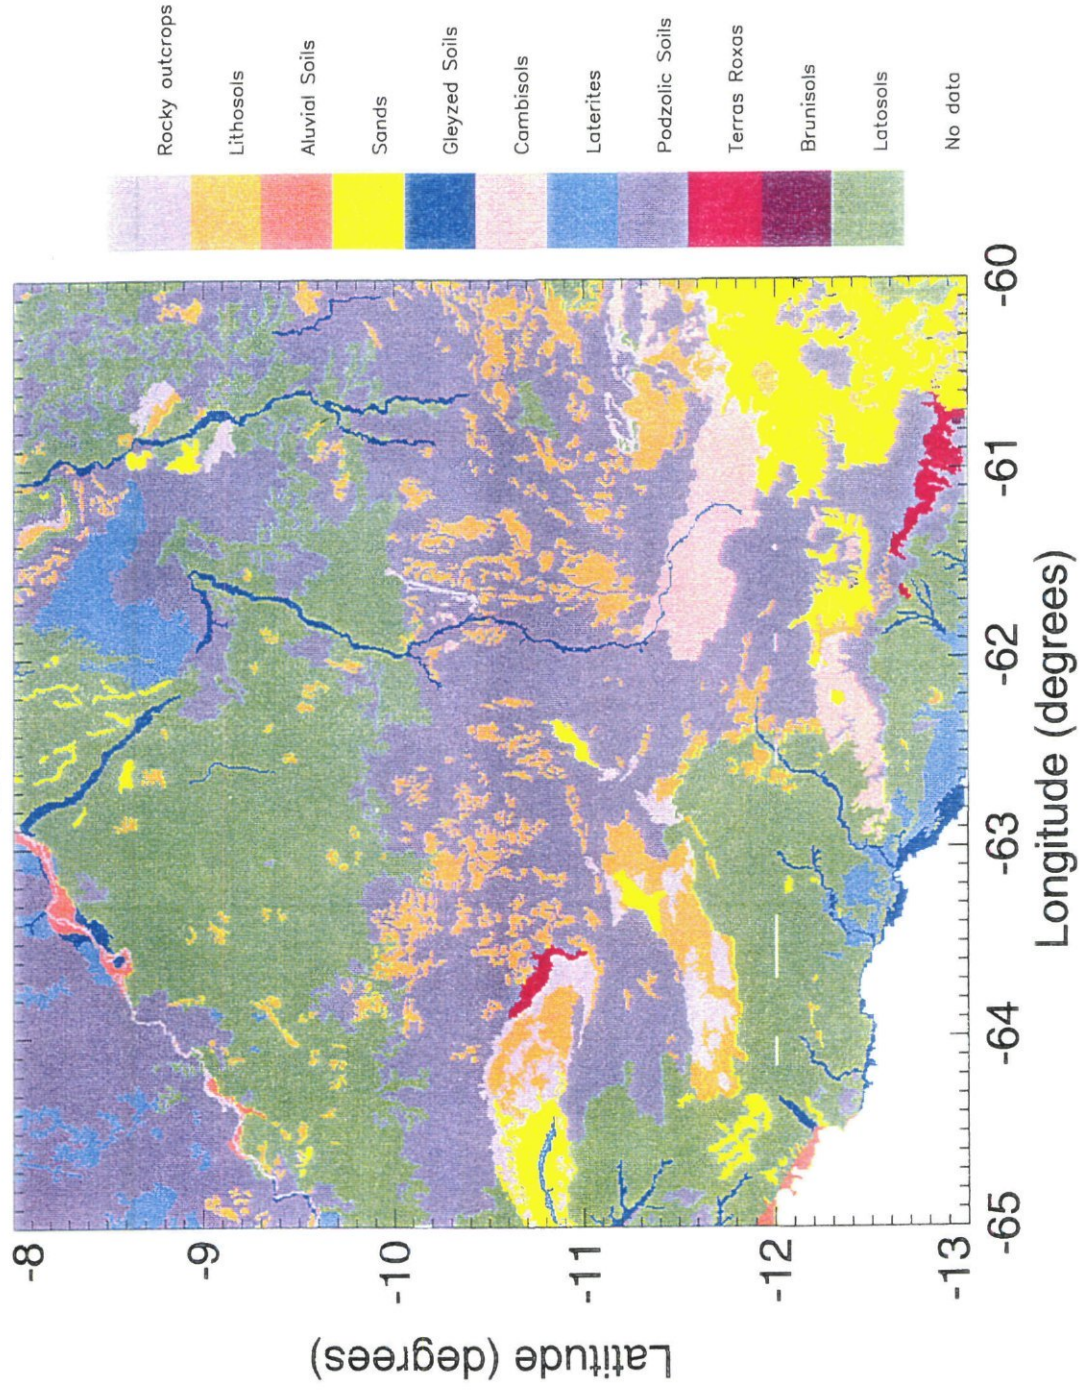 Rocky outcrops
Lithosols
Aluvial Soils
Sands
Gleyzed Soils
Cambisols
Laterites
Podzolic Soils
Terras Roxas
Brunisols
Latosols
No data
-8
-9
-10
-11
-12
-13
Latitude (degrees)
-65
-64
-63
-62
-61
-60
Longitude (degrees)